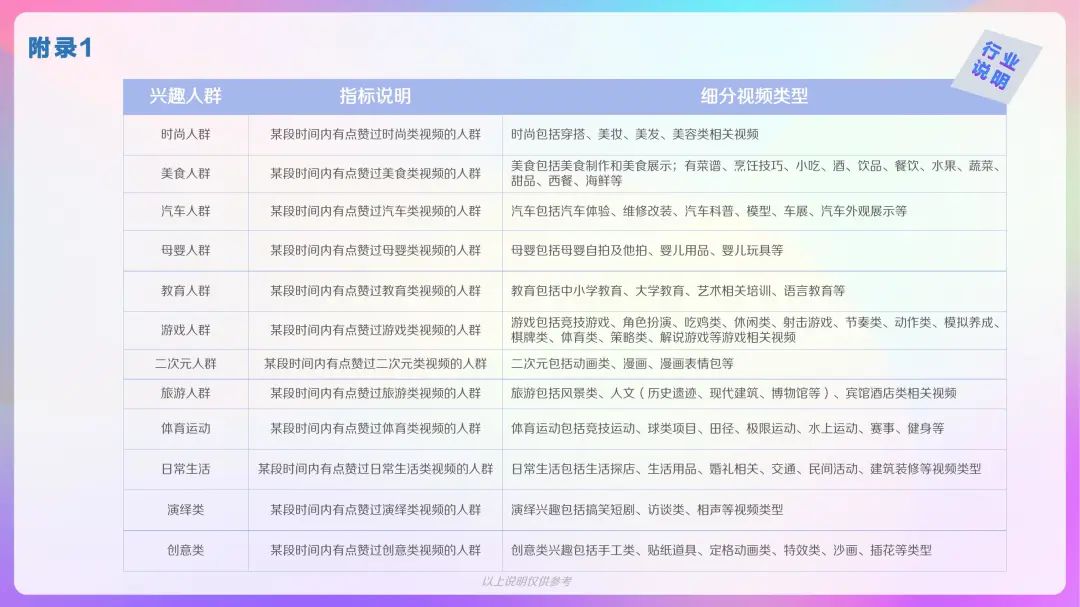 附录1
行业
说明
兴趣人群 指标说明 细分视频类型
时尚人群 某段时间内有点赞过时尚类视频的人群 时尚包括穿搭、美妆、美发、美容类相关视频
美食人群 某段时间内有点赞过美食类视频的人群 美食包括美食制作和美食展示；有菜谱、烹饪技巧、小吃、酒、饮品、餐饮、水果、蔬菜、
甜品、西餐、海鲜等
汽车人群 某段时间内有点赞过汽车类视频的人群 汽车包括汽车体验、维修改装、汽车科普、模型、车展、汽车外观展示等
母婴人群 某段时间内有点赞过母婴类视频的人群 母婴包括母婴自拍及他拍、婴儿用品、婴儿玩具等
教育人群 某段时间内有点赞过教育类视频的人群 教育包括中小学教育、大学教育、艺术相关培训、语言教育等
游戏人群 某段时间内有点赞过游戏类视频的人群 游戏包括竞技游戏、角色扮演、吃鸡类、休闲类、射击游戏、节奏类、动作类、模拟养成、
棋牌类、体育类、策略类、解说游戏等游戏相关视频
二次元人群 某段时间内有点赞过二次元类视频的人群 二次元包括动画类、漫画、漫画表情包等
旅游人群 某段时间内有点赞过旅游类视频的人群 旅游包括风景类、人文（历史遗迹、现代建筑、博物馆等）、宾馆酒店类相关视频
体育运动 某段时间内有点赞过体育类视频的人群 体育运动包括竞技运动、球类项目、田径、极限运动、水上运动、赛事、健身等
日常生活 某段时间内有点赞过日常生活类视频的人群 日常生活包括生活探店、生活用品、婚礼相关、交通、民间活动、建筑装修等视频类型
演绎类 某段时间内有点赞过演绎类视频的人群 演绎兴趣包括搞笑短剧、访谈类、相声等视频类型
创意类 某段时间内有点赞过创意类视频的人群 创意类兴趣包括手工类、贴纸道具、定格动画类、特效类、沙画、插花等类型
以上说明仅供参考